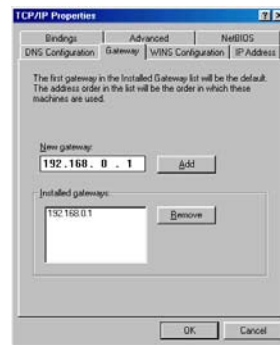 TCP/IP Properties
Bindings Advanced NetBIOS
DNS Configuration Gateway WINS Configuration IP Address
The first gateway in the Installed Gateway list will be the default.
The address order in the list will be the order in which these
machines are used.
New gateway:
192.168. 0 . 1 Add
Installed gateways:
192.168.0.1 Remove
OK Cancel